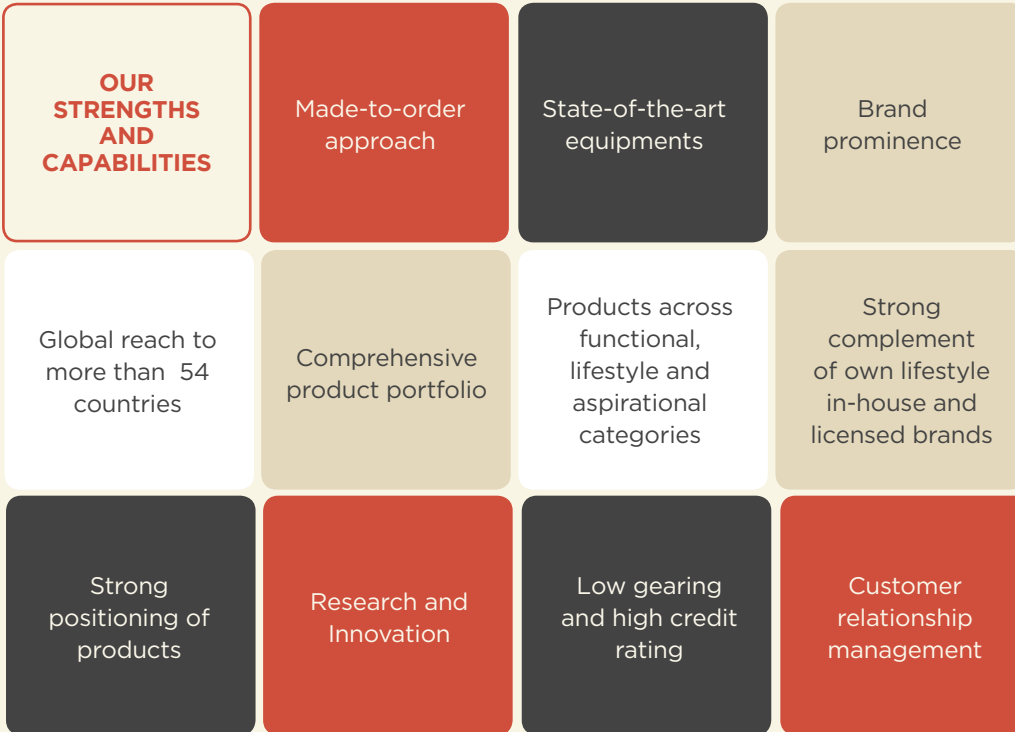 OUR
STRENGTHS
AND
CAPABILITIES
Made-to-order
approach
State-of-the-art
equipments
Brand
prominence
Global reach to
more than  54
countries
Comprehensive
product portfolio
Products across
functional,
lifestyle and
aspirational
categories
Strong
complement
of own lifestyle
in-house and
licensed brands
Strong
positioning of
products
Research and
Innovation
Low gearing
and high credit
rating
Customer
relationship
management